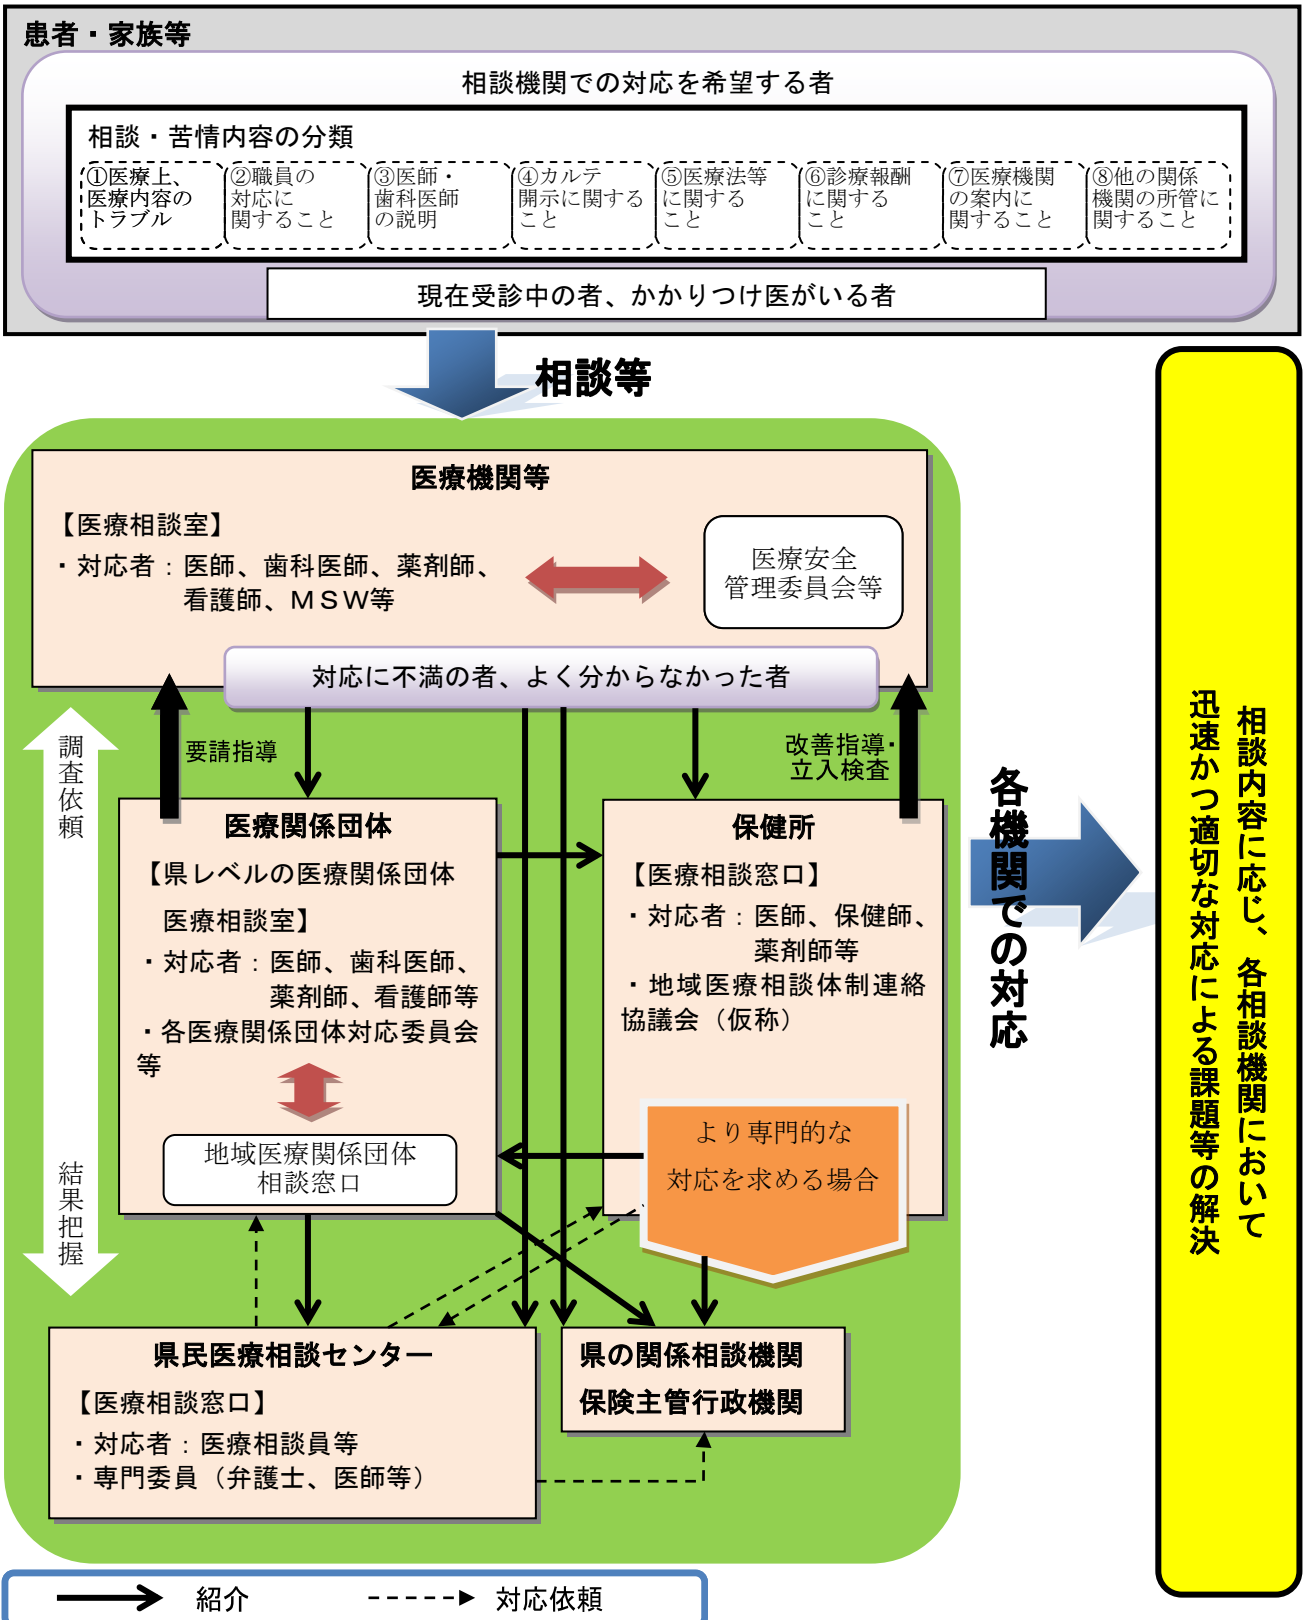 患者・家族等
相談機関での対応を希望する者
相談・苦情内容の分類
①医療上、
医療内容の
トラブル
②職員の
対応に
関すること
③医師・
歯科医師
の説明
④カルテ
開示に関する
こと
⑤医療法等
に関する
こと
⑥診療報酬
に関する
こと
⑦医療機関
の案内に
関すること
⑧他の関係
機関の所管に
関すること
現在受診中の者、かかりつけ医がいる者
相談等
医療機関等
【医療相談室】
・対応者：医師、歯科医師、薬剤師、
看護師、ＭＳＷ等
医療安全
管理委員会等
対応に不満の者、よく分からなかった者
調査依頼
結果把握
要請指導
改善指導・
立入検査
医療関係団体
【県レベルの医療関係団体
医療相談室】
・対応者：医師、歯科医師、
薬剤師、看護師等
・各医療関係団体対応委員会
等
地域医療関係団体
相談窓口
保健所
【医療相談窓口】
・対応者：医師、保健師、
薬剤師等
・地域医療相談体制連絡
協議会（仮称）
より専門的な
対応を求める場合
県民医療相談センター
【医療相談窓口】
・対応者：医療相談員等
・専門委員（弁護士、医師等）
県の関係相談機関
保険主管行政機関
各機関での対応
相談内容に応じ、各相談機関において
迅速かつ適切な対応による課題等の解決
紹介
対応依頼